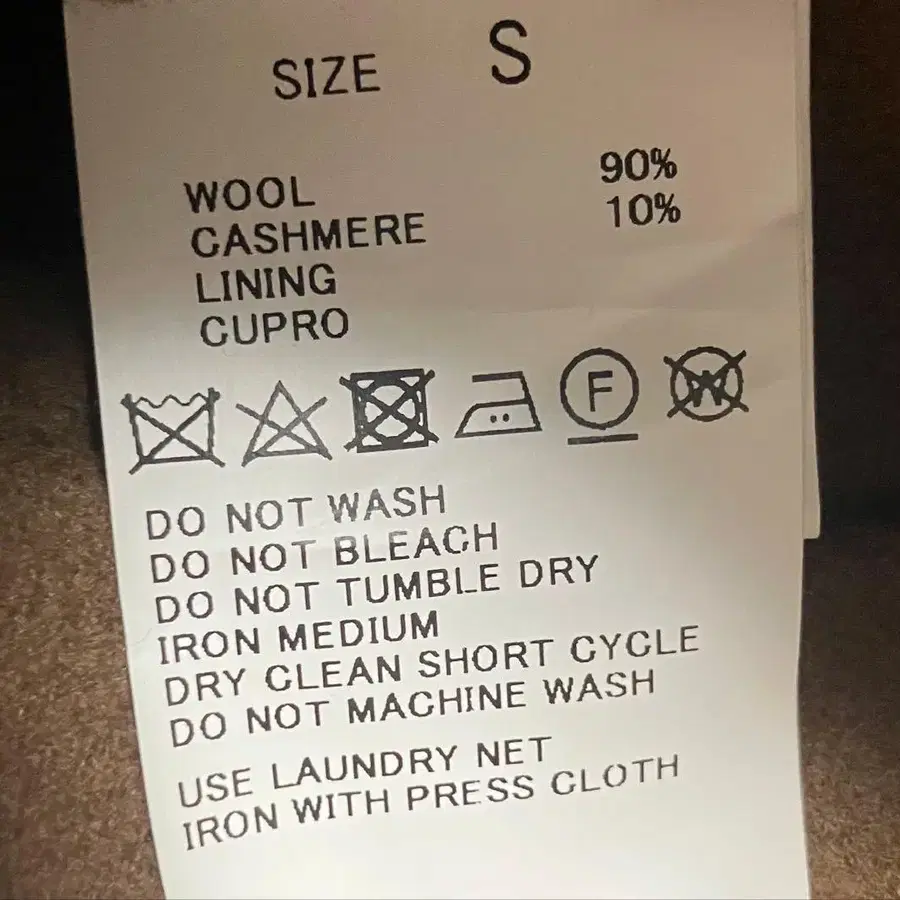 SIZE S
WOOL 90%
CASHMERE 10%
LINING
CUPRO
F W
DO NOT WASH
DO NOT BLEACH
DO NOT TUMBLE DRY
IRON MEDIUM
DRY CLEAN SHORT CYCLE
DO NOT MACHINE WASH
USE LAUNDRY NET
IRON WITH PRESS CLOTH